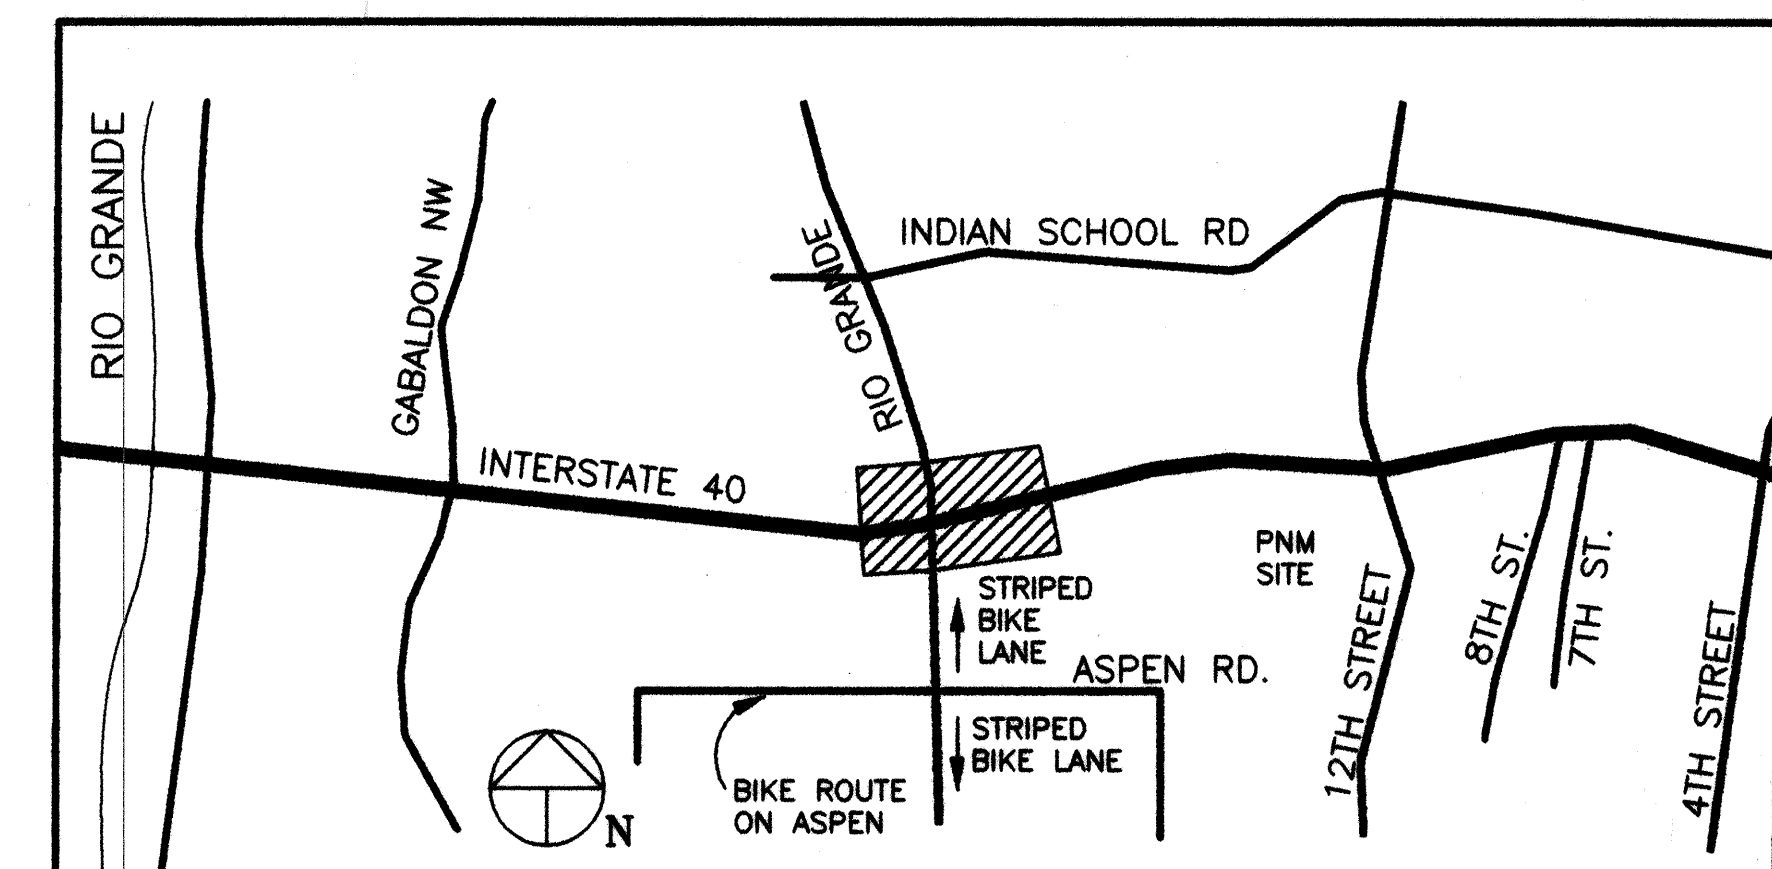 RIO GRANDE
GABALDON NW
RIO GRANDE
INDIAN SCHOOL RD
INTERSTATE 40
PNM
SITE
8TH ST.
7TH ST.
STRIPED
BIKE
LANE
12TH STREET
4TH STREET
ASPEN RD.
STRIPED
BIKE LANE
BIKE ROUTE
ON ASPEN
N